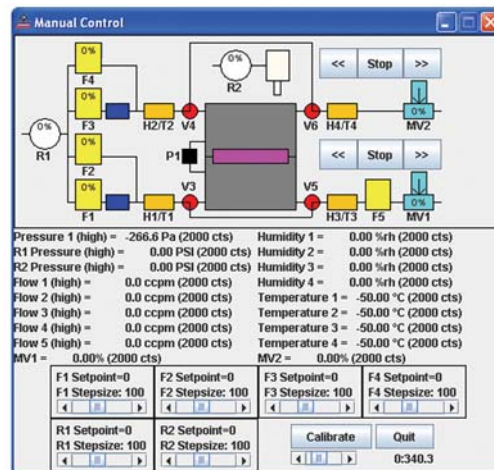 Manual Control
0%
F4
0%
R2
<< Stop >>
0%
R1
0%
F3 H2/T2 V4 V6 H4/T4
0%
MV2
0%
F2
P1
<< Stop >>
0%
F1 H1/T1 V3 V5 H3/T3 F5
0%
MV1
Pressure 1 (high) = -266.6 Pa (2000 cts) Humidity 1 = 0.00 %rh (2000 cts)
R1 Pressure (high) = 0.00 PSI (2000 cts) Humidity 2 = 0.00 %rh (2000 cts)
R2 Pressure (high) = 0.00 PSI (2000 cts) Humidity 3 = 0.00 %rh (2000 cts)
Flow 1 (high) = 0.0 ccpm (2000 cts) Humidity 4 = 0.00 %rh (2000 cts)
Flow 2 (high) = 0.0 ccpm (2000 cts) Temperature 1 = -50.00 °C (2000 cts)
Flow 3 (high) = 0.0 ccpm (2000 cts) Temperature 2 = -50.00 °C (2000 cts)
Flow 4 (high) = 0.0 ccpm (2000 cts) Temperature 3 = -50.00 °C (2000 cts)
Flow 5 (high) = 0.0 ccpm (2000 cts) Temperature 4 = -50.00 °C (2000 cts)
MV1 = 0.00% (2000 cts) MV2 = 0.00% (2000 cts)
F1 Setpoint=0 F2 Setpoint=0 F3 Setpoint=0 F4 Setpoint=0
F1 Stepsize: 100 F2 Stepsize: 100 F3 Stepsize: 100 F4 Stepsize: 100
R1 Setpoint=0 R2 Setpoint=0
R1 Stepsize: 100 R2 Stepsize: 100
Calibrate Quit
0:340.3